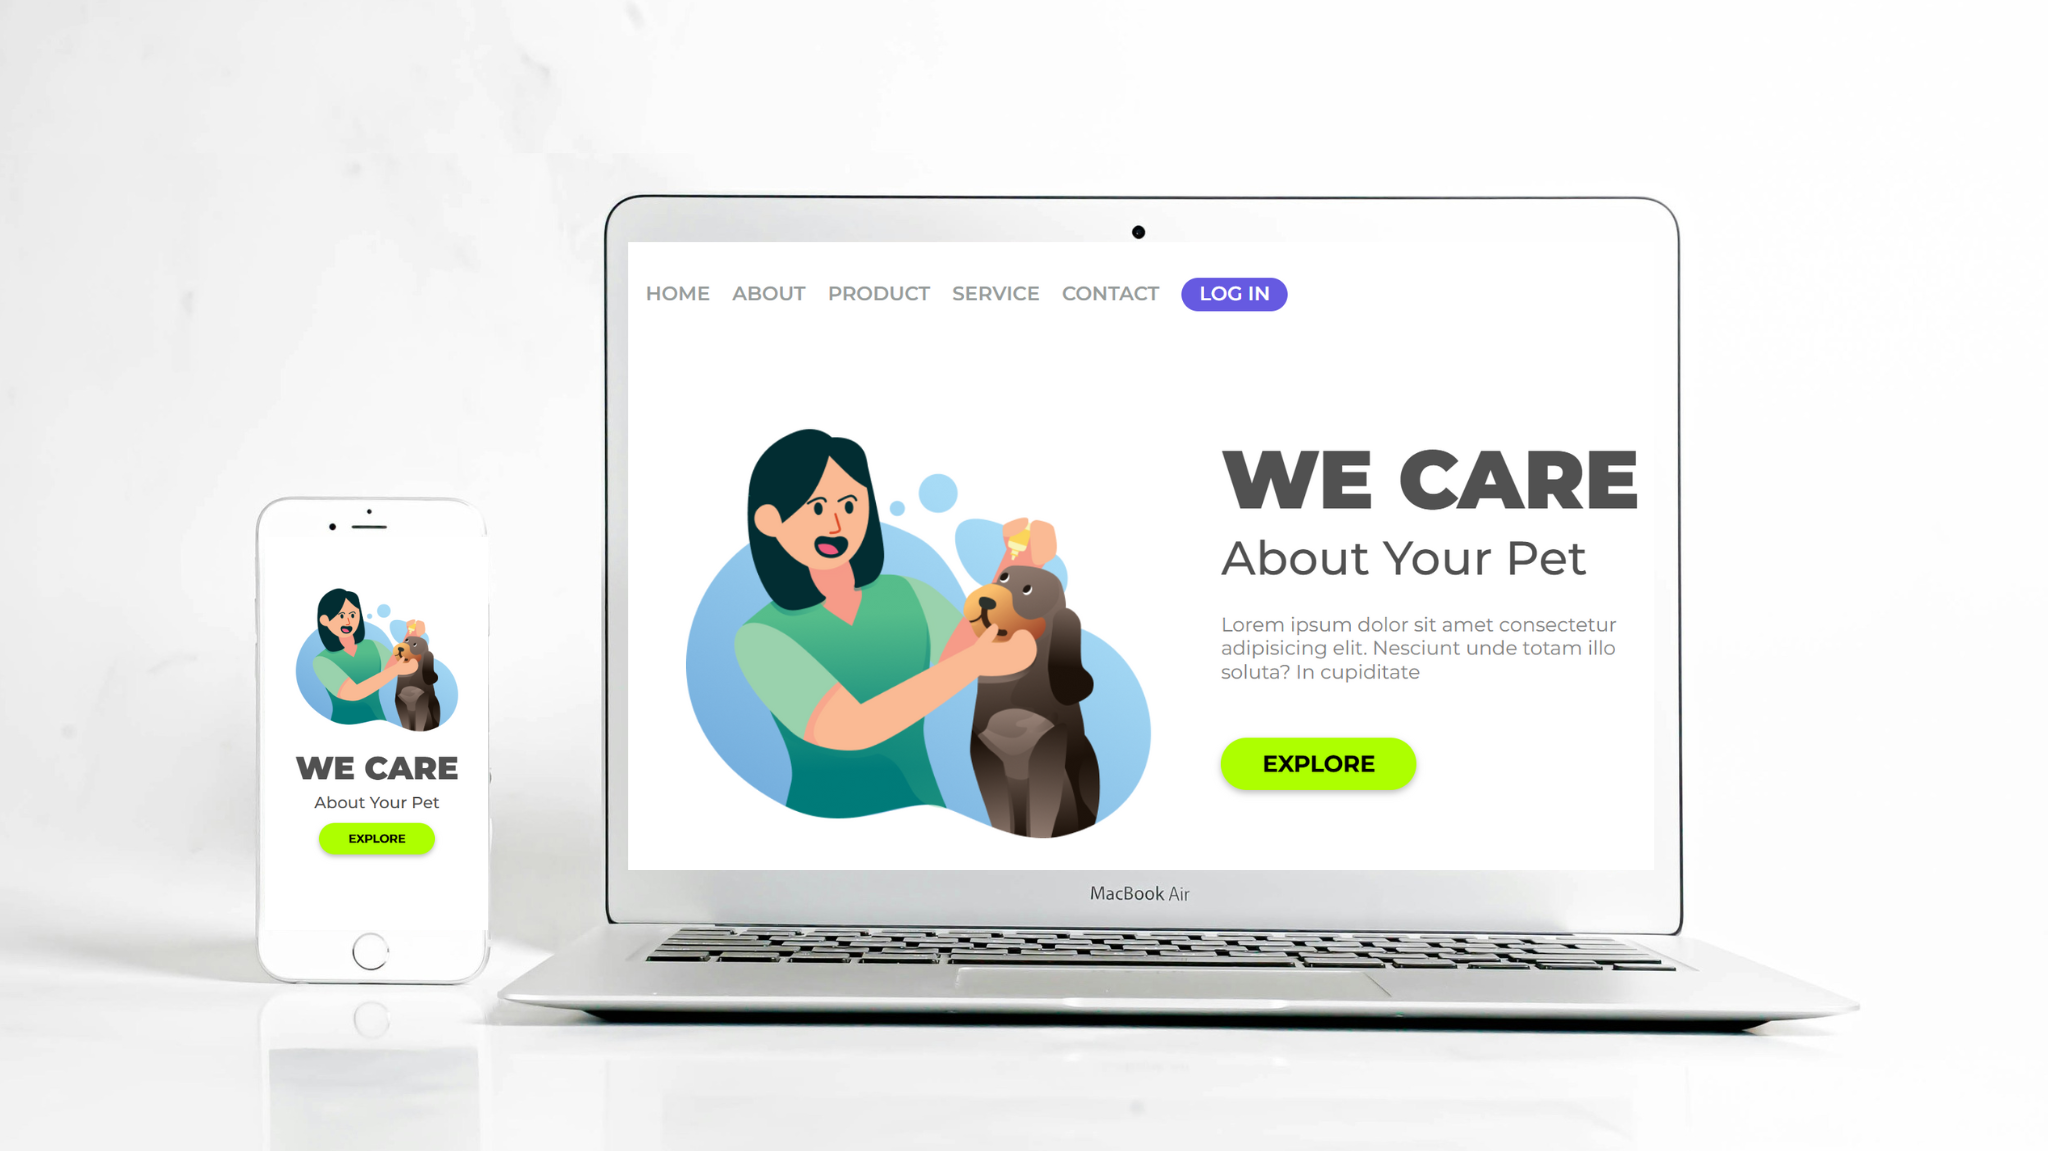 HOME ABOUT PRODUCT SERVICE CONTACT LOG IN
WE CARE
About Your Pet
Lorem ipsum dolor sit amet consectetur
adipisicing elit. Nesciunt unde totam illo
soluta? In cupiditate
EXPLORE
MacBook Air
WE CARE
About Your Pet
EXPLORE